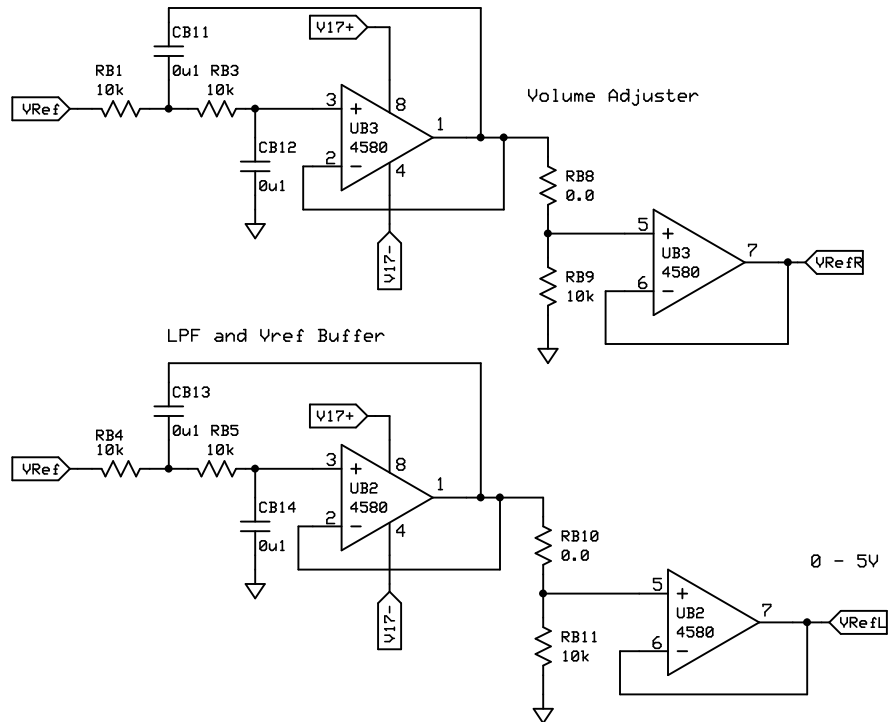 CB11
V17+
RB1
10k
0u1
RB3
10k
VRef
3
8
+
UB3
4580
1
2
−
4
CB12
0u1
V17-
Volume Adjuster
RB8
0.0
5
+
UB3
4580
7
VRefR
6
−
RB9
10k
LPF and Vref Buffer
CB13
V17+
RB4
10k
0u1
RB5
10k
VRef
3
8
+
UB2
4580
1
2
−
4
CB14
0u1
V17-
RB10
0.0
0 - 5V
5
+
UB2
4580
7
VRefL
6
−
RB11
10k